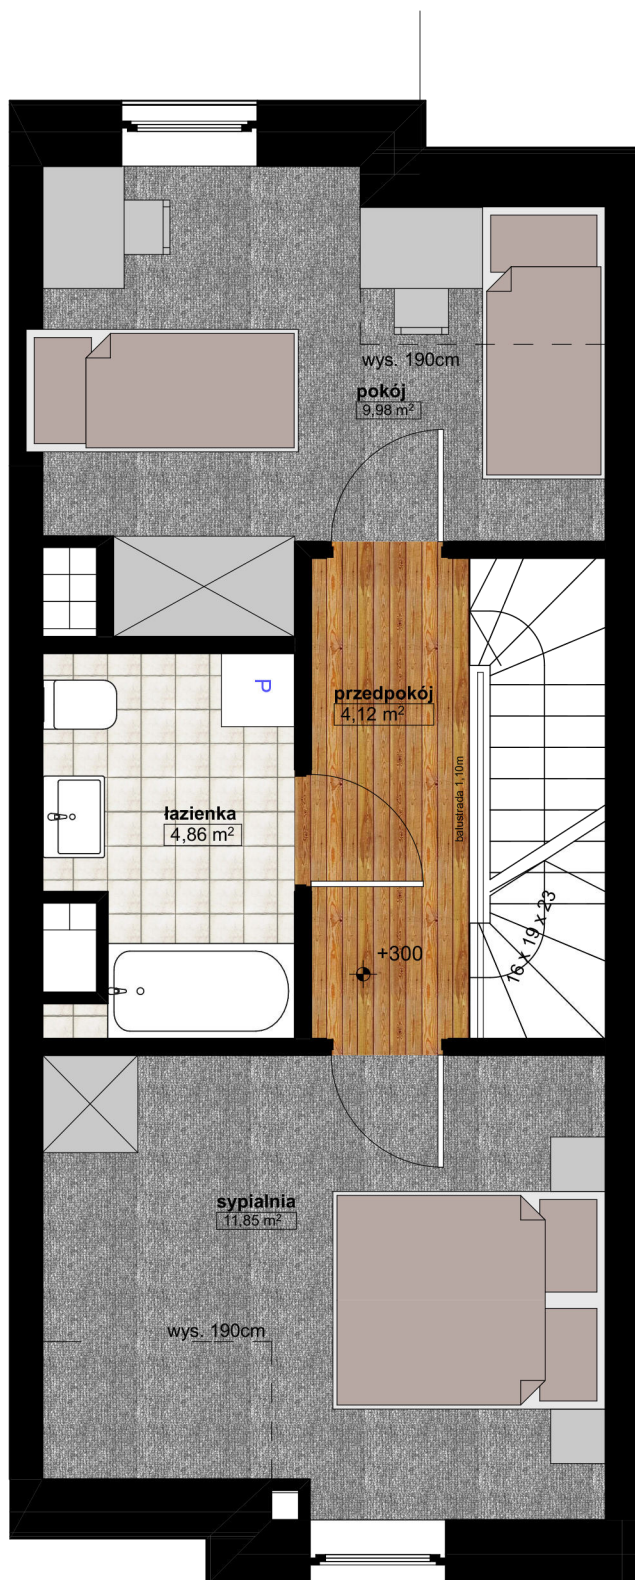 wys. 190cm
pokój
9,98 m²
P
przedpokój
4,12 m²
balustrada 1,10m
łazienka
4,86 m²
16 x 19 x 23
+300
sypialnia
11,85 m²
wys. 190cm